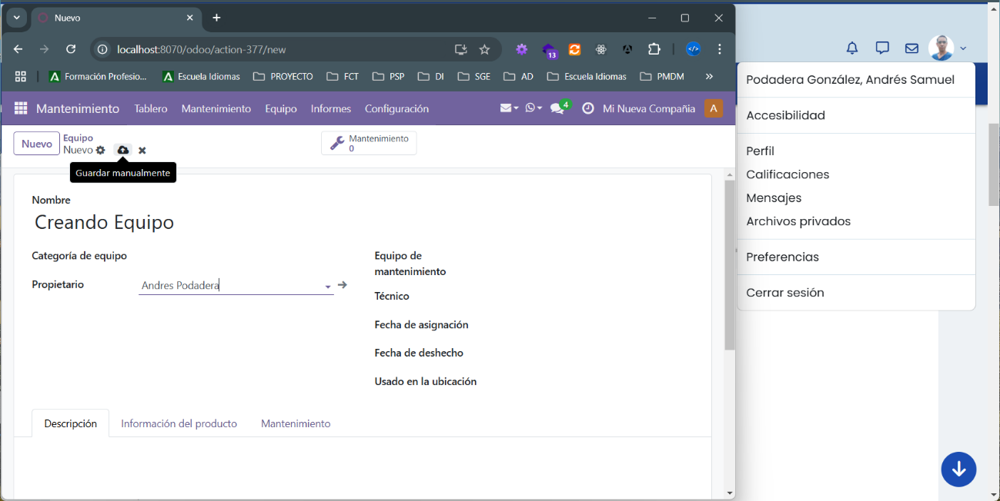 Nuevo
localhost:8070/odoo/action-377/new
13
Formación Profesio...
Escuela Idiomas
PROYECTO
FCT
PSP
DI
SGE
AD
Escuela Idiomas
PMDM
»
Mantenimiento
Tablero
Mantenimiento
Equipo
Informes
Configuración
4
Mi Nueva Compañia
A
Nuevo
Equipo
Nuevo
Mantenimiento
0
Guardar manualmente
Nombre
Creando Equipo
Categoría de equipo
Propietario
Andres Podadera
Equipo de
mantenimiento
Técnico
Fecha de asignación
Fecha de deshecho
Usado en la ubicación
Descripción
Información del producto
Mantenimiento
Podadera González, Andrés Samuel
Accesibilidad
Perfil
Calificaciones
Mensajes
Archivos privados
Preferencias
Cerrar sesión